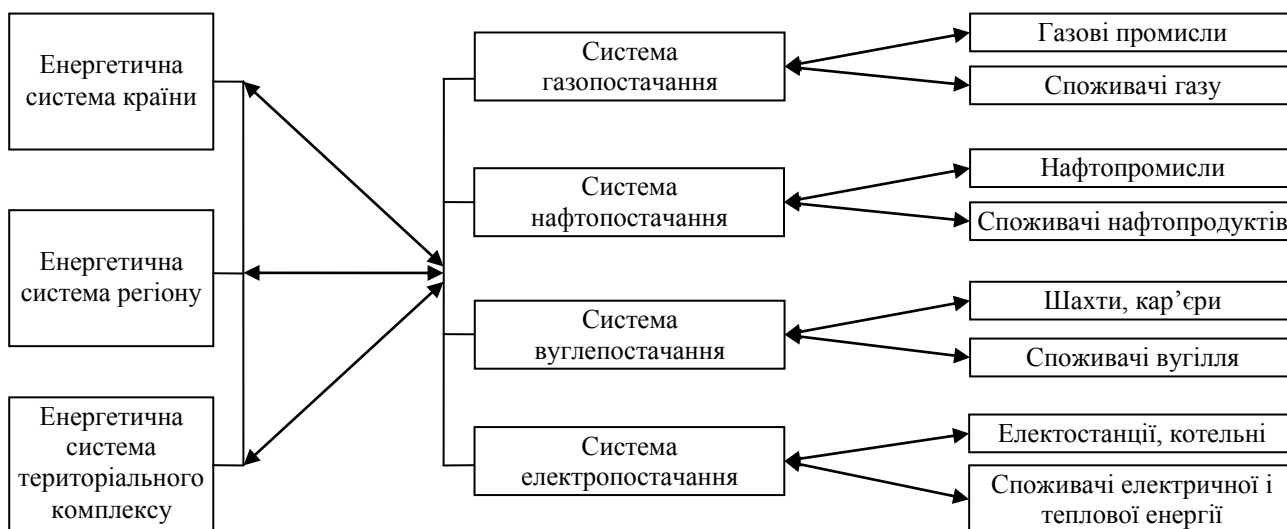 Енергетична
система країни
Енергетична
система регіону
Енергетична
система
територіального
комплексу
Система
газопостачання
Система
нафтопостачання
Система
вуглепостачання
Система
електропостачання
Газові промисли
Споживачі газу
Нафтопромисли
Споживачі нафтопродуктів
Шахти, кар’єри
Споживачі вугілля
Електостанції, котельні
Споживачі електричної і
теплової енергії